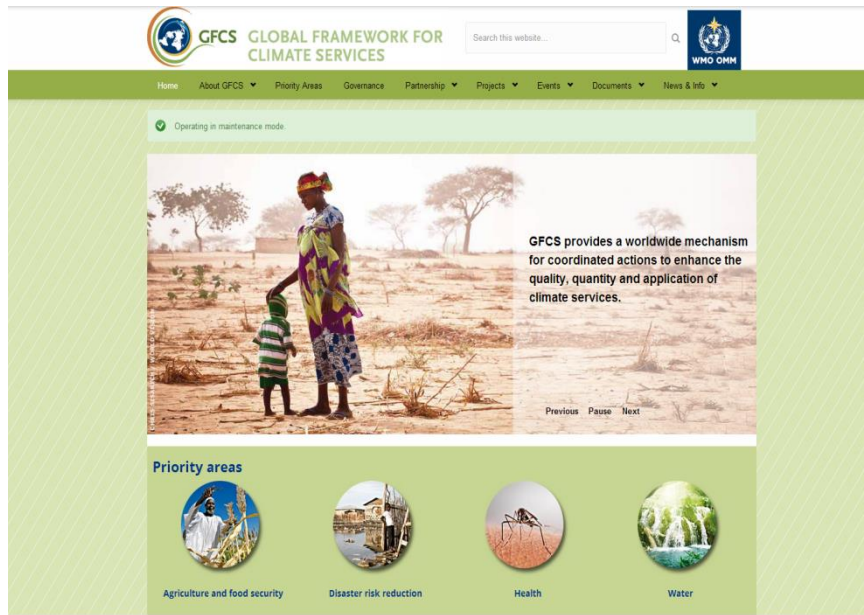 GFCS GLOBAL FRAMEWORK FOR
CLIMATE SERVICES
Search this website...
WMO OMM
Home About GFCS Priority Areas Governance Partnership Projects Events Documents News & Info
Operating in maintenance mode.
GFCS provides a worldwide mechanism
for coordinated actions to enhance the
quality, quantity and application of
climate services.
Previous Pause Next
Priority areas
Agriculture and food security Disaster risk reduction Health Water